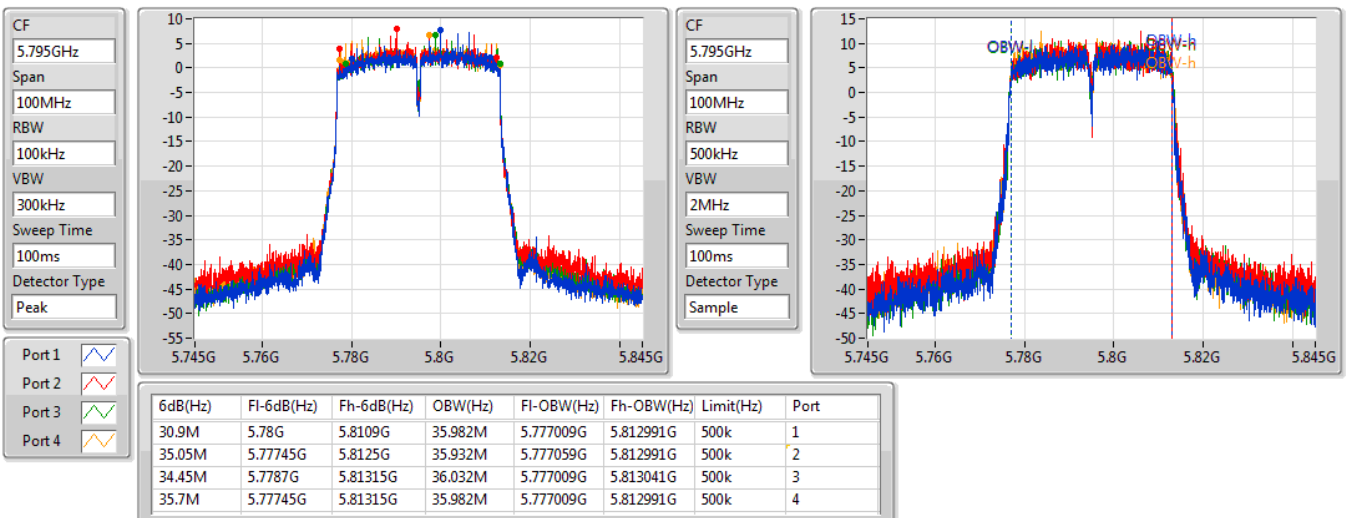 CF
5.795GHz
Span
100MHz
RBW
100kHz
VBW
300kHz
Sweep Time
100ms
Detector Type
Peak
10
5
0
-5
-10
-15
-20
-25
-30
-35
-40
-45
-50
-55
5.745G 5.76G 5.78G 5.8G 5.82G 5.845G
CF
5.795GHz
Span
100MHz
RBW
500kHz
VBW
2MHz
Sweep Time
100ms
Detector Type
Sample
15
10
5
0
-5
-10
-15
-20
-25
-30
-35
-40
-45
-50
OBW-l OBW-h
OBW-h
5.745G 5.76G 5.78G 5.8G 5.82G 5.845G
Port 1
Port 2
Port 3
Port 4
6dB(Hz) Fl-6dB(Hz) Fh-6dB(Hz) OBW(Hz) Fl-OBW(Hz) Fh-OBW(Hz) Limit(Hz) Port
30.9M 5.78G 5.8109G 35.982M 5.777009G 5.812991G 500k 1
35.05M 5.77745G 5.8125G 35.932M 5.777059G 5.812991G 500k 2
34.45M 5.7787G 5.81315G 36.032M 5.777009G 5.813041G 500k 3
35.7M 5.77745G 5.81315G 35.982M 5.777009G 5.812991G 500k 4